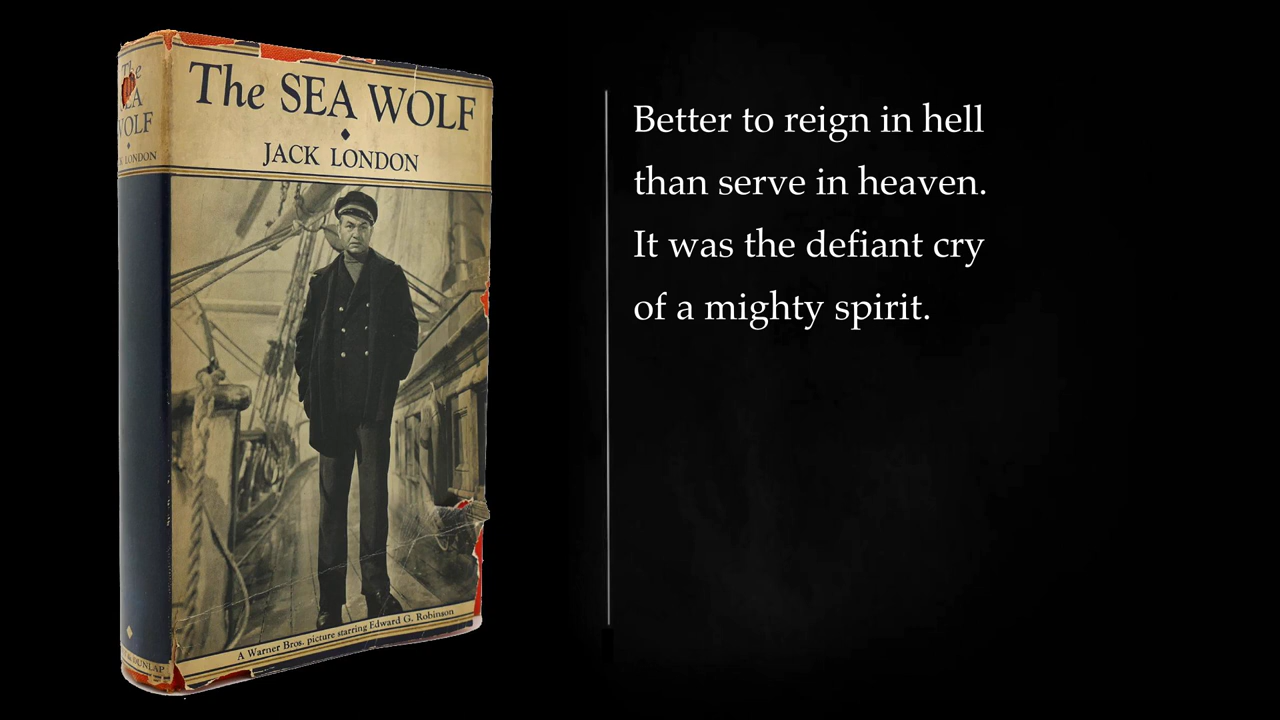 The
SEA
WOLF
LONDON
The SEA WOLF
JACK LONDON
A Warner Bros. picture starring Edward G. Robinson
DUNLAP
Better to reign in hell
than serve in heaven.
It was the defiant cry
of a mighty spirit.